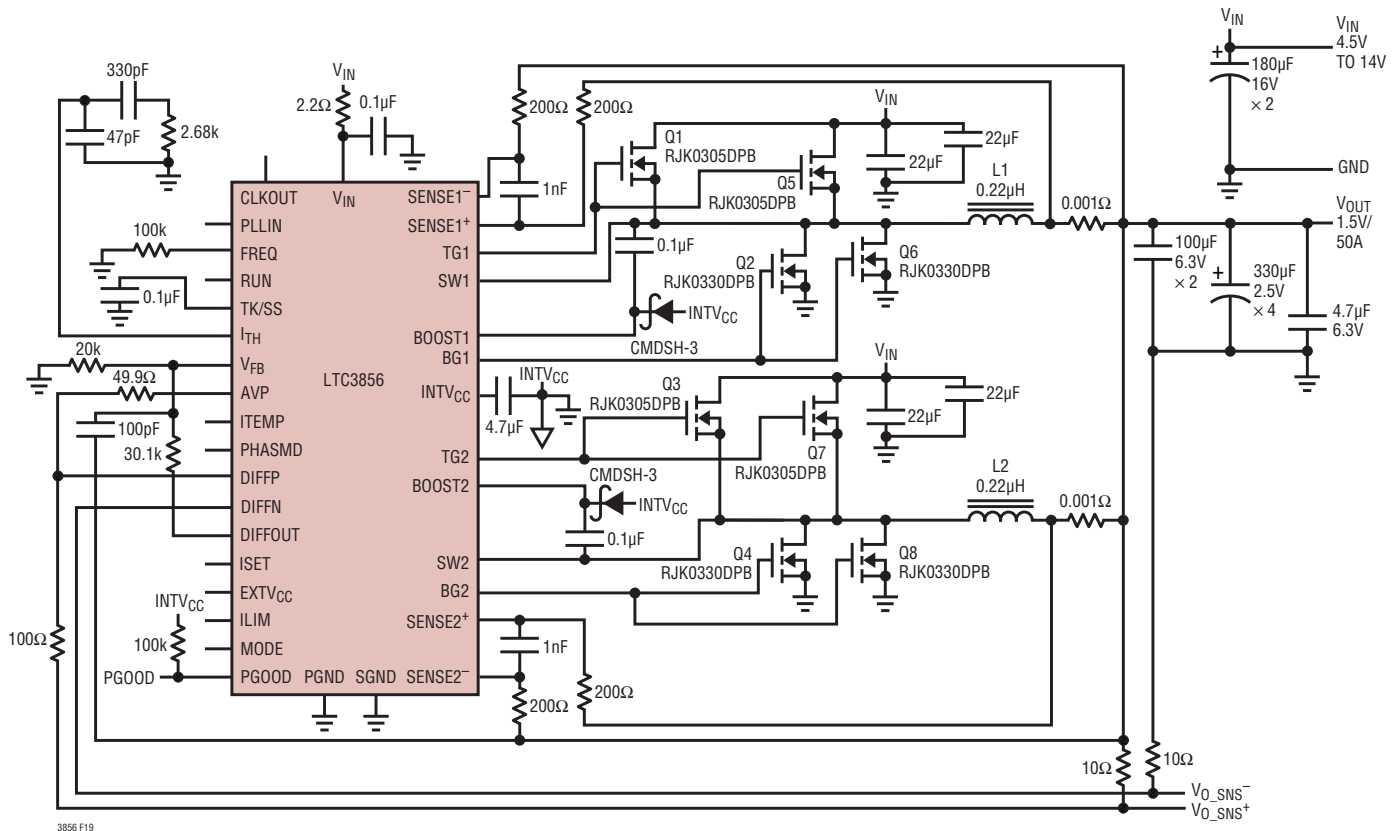 330pF
47pF
2.68k
V_IN
2.2Ω
0.1µF
200Ω
200Ω
1nF
Q1
RJK0305DPB
Q5
RJK0305DPB
V_IN
22µF
22µF
L1
0.22µH
0.001Ω
V_IN
V_IN
4.5V
TO 14V
+
180µF
16V
× 2
GND
V_OUT
1.5V/
50A
100µF
6.3V
× 2
+
330µF
2.5V
× 4
4.7µF
6.3V
100k
0.1µF
20k
49.9Ω
100pF
30.1k
100Ω
INTV_CC
100k
PGOOD
CLKOUT
PLLIN
FREQ
RUN
TK/SS
I_TH
V_FB
AVP
ITEMP
PHASMD
DIFFP
DIFFN
DIFFOUT
ISET
EXTV_CC
ILIM
MODE
PGOOD
PGND
SGND
V_IN
LTC3856
SENSE1⁻
SENSE1⁺
TG1
SW1
BOOST1
BG1
INTV_CC
TG2
BOOST2
SW2
BG2
SENSE2⁺
SENSE2⁻
0.1µF
INTV_CC
CMDSH-3
Q2
RJK0330DPB
Q6
RJK0330DPB
INTV_CC
4.7µF
Q3
RJK0305DPB
Q7
RJK0305DPB
V_IN
22µF
22µF
CMDSH-3
INTV_CC
0.1µF
L2
0.22µH
0.001Ω
Q4
RJK0330DPB
Q8
RJK0330DPB
1nF
200Ω
200Ω
10Ω
10Ω
V_O_SNS⁻
V_O_SNS⁺
3856 F19